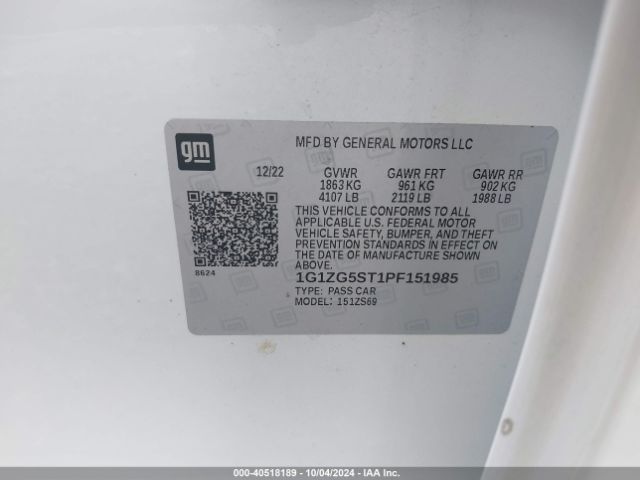 gm
MFD BY GENERAL MOTORS LLC
12/22 GVWR GAWR FRT GAWR RR
1863 KG 961 KG 902 KG
4107 LB 2119 LB 1988 LB
THIS VEHICLE CONFORMS TO ALL
APPLICABLE U.S. FEDERAL MOTOR
VEHICLE SAFETY, BUMPER, AND THEFT
PREVENTION STANDARDS IN EFFECT ON
THE DATE OF MANUFACTURE SHOWN
ABOVE.
8624
1G1ZG5ST1PF151985
TYPE: PASS CAR
MODEL: 151ZS69
000-40518189 - 10/04/2024 - Copyright © IAA, Inc.